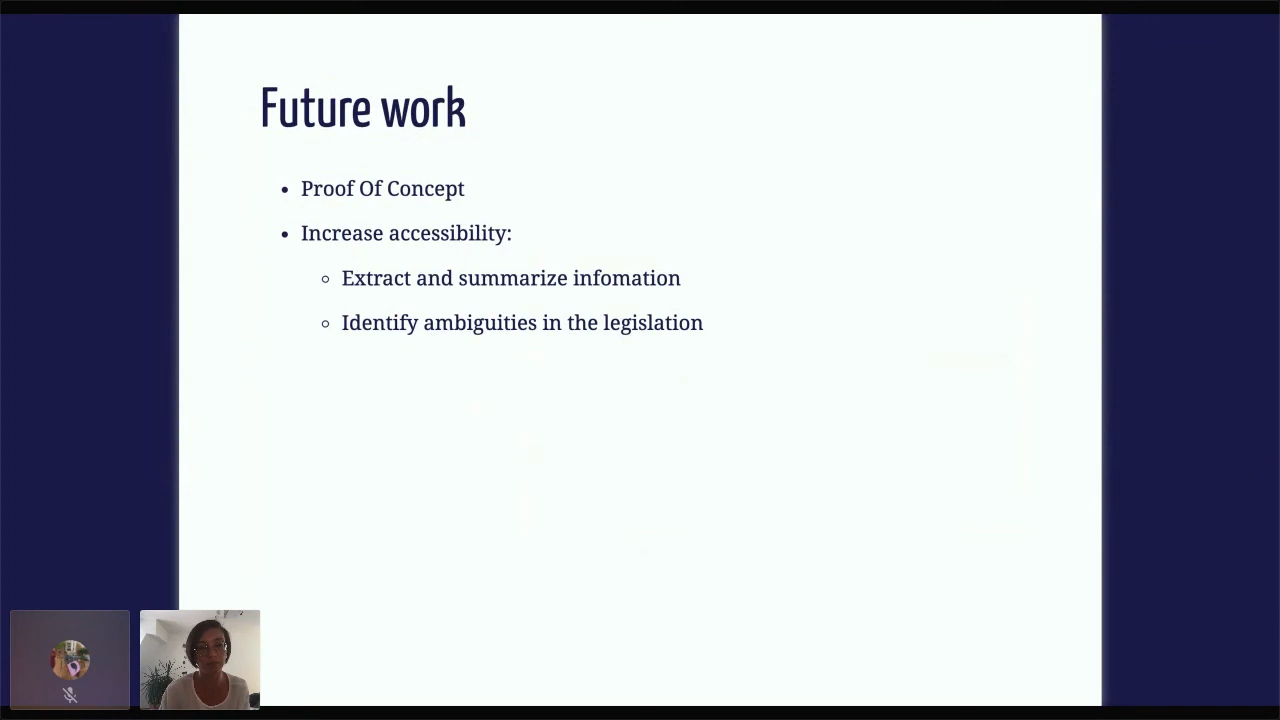 Future work
Proof Of Concept
Increase accessibility:
Extract and summarize infomation
Identify ambiguities in the legislation